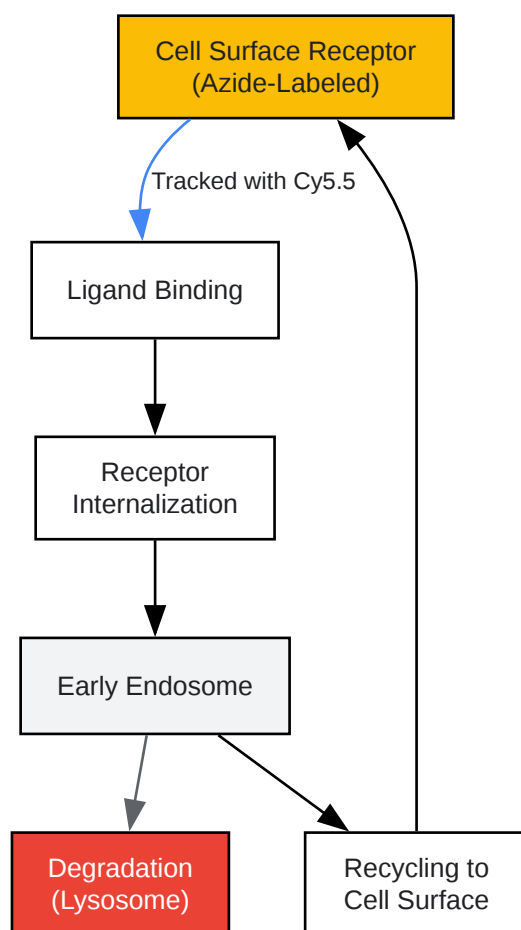 Cell Surface Receptor
(Azide-Labeled)
Tracked with Cy5.5
Ligand Binding
Receptor
Internalization
Early Endosome
Degradation
(Lysosome)
Recycling to
Cell Surface